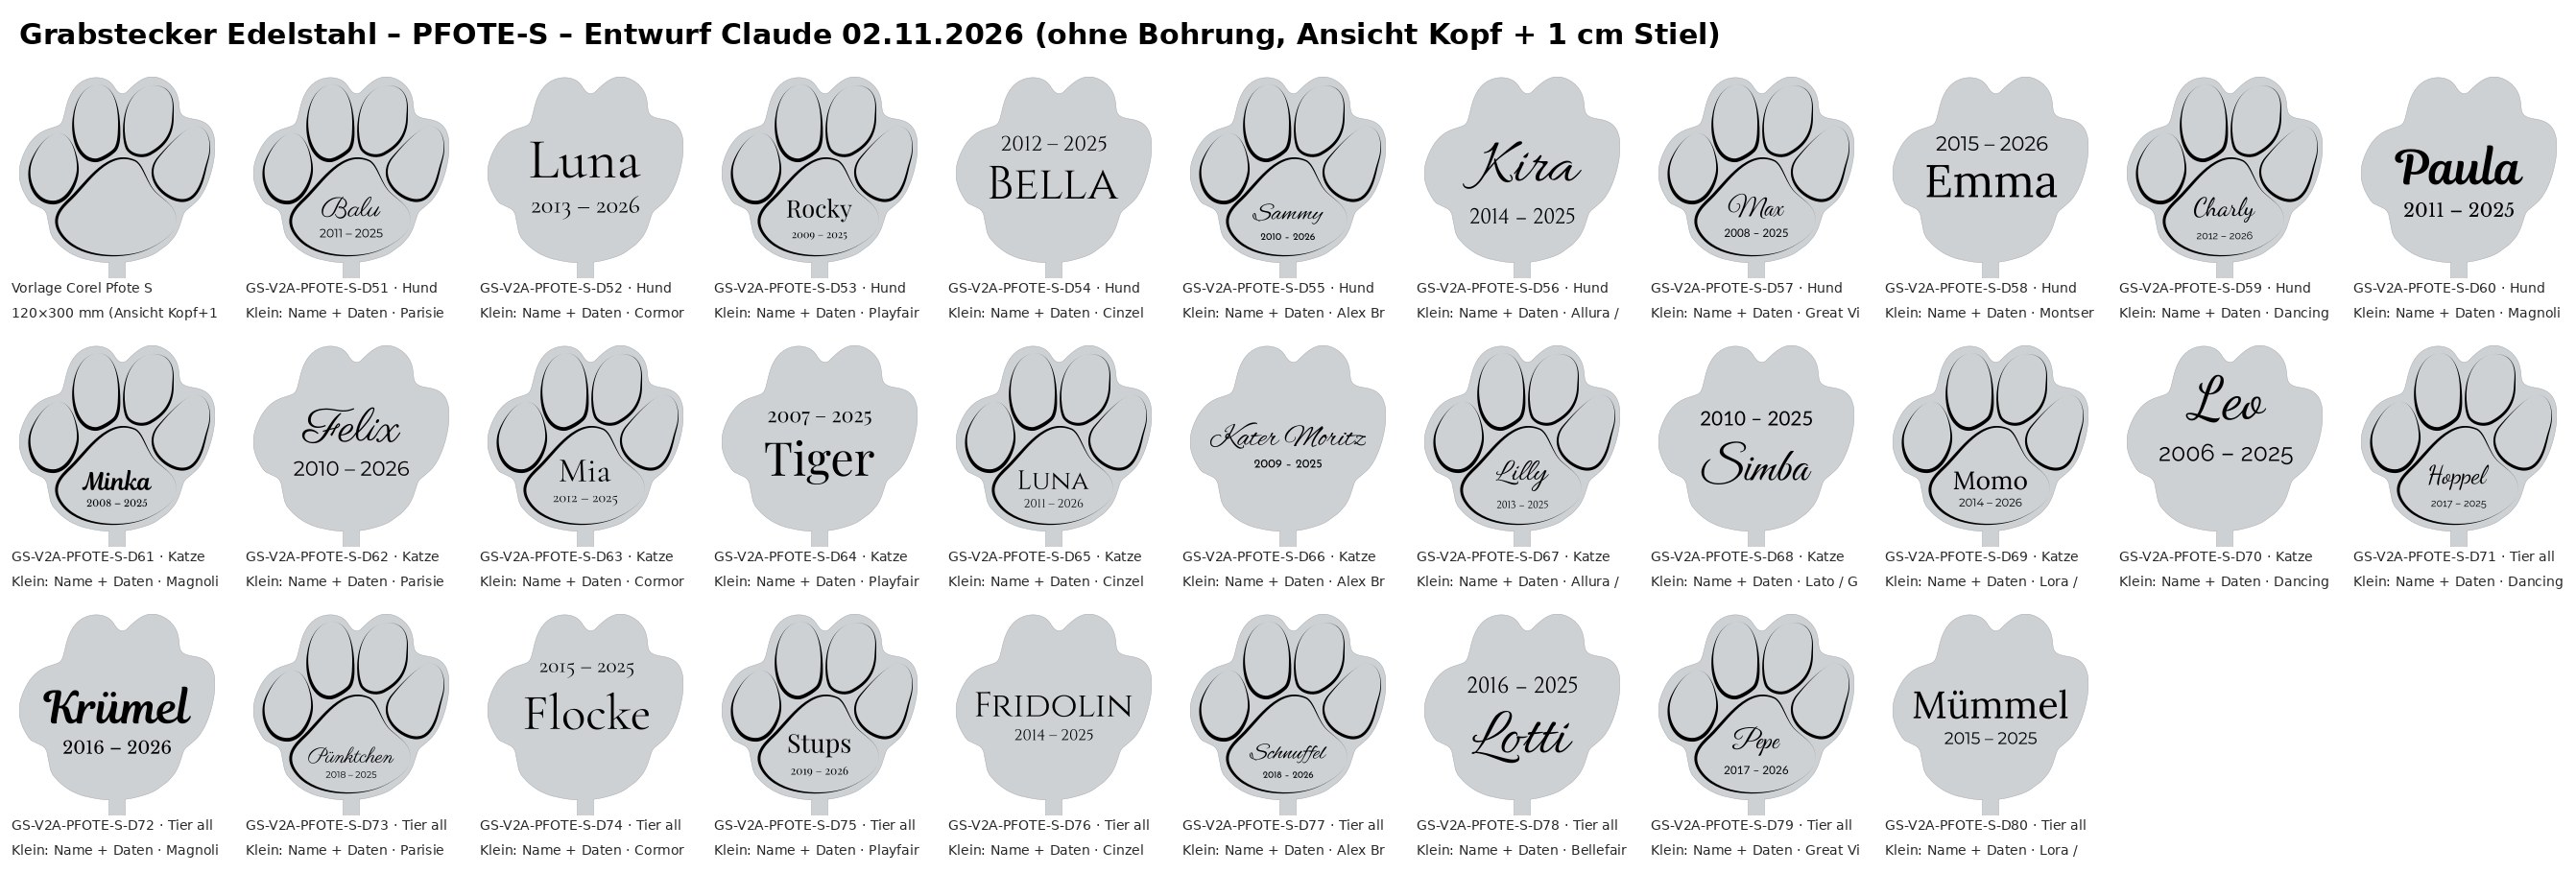 Grabstecker Edelstahl – PFOTE-S – Entwurf Claude 02.11.2026 (ohne Bohrung, Ansicht Kopf + 1 cm Stiel)
Vorlage Corel Pfote S
120×300 mm (Ansicht Kopf+1
Balu
2011 – 2025
GS-V2A-PFOTE-S-D51 · Hund
Klein: Name + Daten · Parisie
Luna
2013 – 2026
GS-V2A-PFOTE-S-D52 · Hund
Klein: Name + Daten · Cormor
Rocky
2009 – 2025
GS-V2A-PFOTE-S-D53 · Hund
Klein: Name + Daten · Playfair
2012 – 2025
BELLA
GS-V2A-PFOTE-S-D54 · Hund
Klein: Name + Daten · Cinzel
Sammy
2010 – 2026
GS-V2A-PFOTE-S-D55 · Hund
Klein: Name + Daten · Alex Br
Kira
2014 – 2025
GS-V2A-PFOTE-S-D56 · Hund
Klein: Name + Daten · Allura /
Max
2008 – 2025
GS-V2A-PFOTE-S-D57 · Hund
Klein: Name + Daten · Great Vi
2015 – 2026
Emma
GS-V2A-PFOTE-S-D58 · Hund
Klein: Name + Daten · Montser
Charly
2012 – 2026
GS-V2A-PFOTE-S-D59 · Hund
Klein: Name + Daten · Dancing
Paula
2011 – 2025
GS-V2A-PFOTE-S-D60 · Hund
Klein: Name + Daten · Magnoli
Minka
2008 – 2025
GS-V2A-PFOTE-S-D61 · Katze
Klein: Name + Daten · Magnoli
Felix
2010 – 2026
GS-V2A-PFOTE-S-D62 · Katze
Klein: Name + Daten · Parisie
Mia
2012 – 2025
GS-V2A-PFOTE-S-D63 · Katze
Klein: Name + Daten · Cormor
2007 – 2025
Tiger
GS-V2A-PFOTE-S-D64 · Katze
Klein: Name + Daten · Playfair
LUNA
2011 – 2026
GS-V2A-PFOTE-S-D65 · Katze
Klein: Name + Daten · Cinzel
Kater Moritz
2009 – 2025
GS-V2A-PFOTE-S-D66 · Katze
Klein: Name + Daten · Alex Br
Lilly
2013 – 2025
GS-V2A-PFOTE-S-D67 · Katze
Klein: Name + Daten · Allura /
2010 – 2025
Simba
GS-V2A-PFOTE-S-D68 · Katze
Klein: Name + Daten · Lato / G
Momo
2014 – 2026
GS-V2A-PFOTE-S-D69 · Katze
Klein: Name + Daten · Lora /
Leo
2006 – 2025
GS-V2A-PFOTE-S-D70 · Katze
Klein: Name + Daten · Dancing
Hoppel
2017 – 2025
GS-V2A-PFOTE-S-D71 · Tier all
Klein: Name + Daten · Dancing
Krümel
2016 – 2026
GS-V2A-PFOTE-S-D72 · Tier all
Klein: Name + Daten · Magnoli
Pünktchen
2018 – 2025
GS-V2A-PFOTE-S-D73 · Tier all
Klein: Name + Daten · Parisie
2015 – 2025
Flocke
GS-V2A-PFOTE-S-D74 · Tier all
Klein: Name + Daten · Cormor
Stups
2019 – 2026
GS-V2A-PFOTE-S-D75 · Tier all
Klein: Name + Daten · Playfair
FRIDOLIN
2014 – 2025
GS-V2A-PFOTE-S-D76 · Tier all
Klein: Name + Daten · Cinzel
Schnuffel
2018 – 2026
GS-V2A-PFOTE-S-D77 · Tier all
Klein: Name + Daten · Alex Br
2016 – 2025
Lotti
GS-V2A-PFOTE-S-D78 · Tier all
Klein: Name + Daten · Bellefair
Pepe
2017 – 2026
GS-V2A-PFOTE-S-D79 · Tier all
Klein: Name + Daten · Great Vi
Mümmel
2015 – 2025
GS-V2A-PFOTE-S-D80 · Tier all
Klein: Name + Daten · Lora /